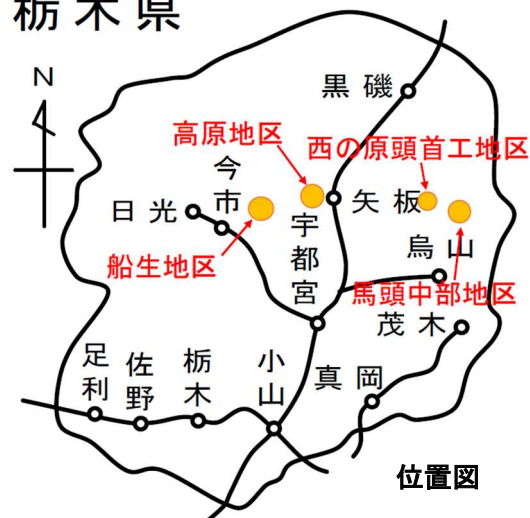 栃木県
N
黒磯
高原地区
西の原頭首工地区
今市
日光
矢板
宇都宮
烏山
船生地区
馬頭中部地区
茂木
足利
佐野
栃木
小山
真岡
位置図